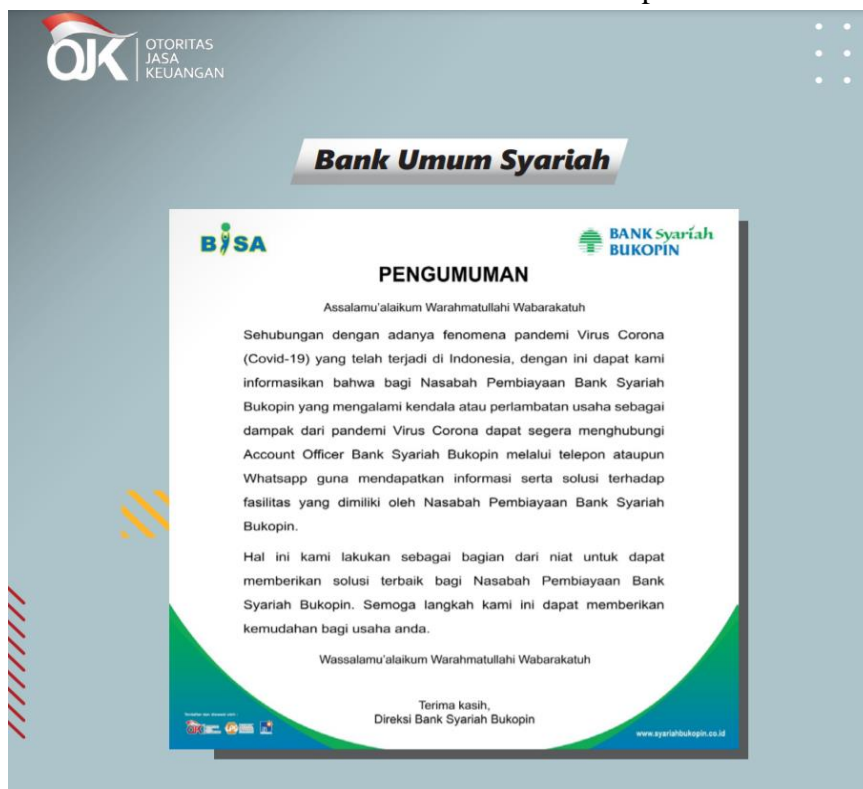 OJK
OTORITAS
JASA
KEUANGAN
Bank Umum Syariah
BISA
BANK Syariah
BUKOPIN
PENGUMUMAN
Assalamu'alaikum Warahmatullahi Wabarakatuh
Sehubungan dengan adanya fenomena pandemi Virus Corona
(Covid-19) yang telah terjadi di Indonesia, dengan ini dapat kami
informasikan bahwa bagi Nasabah Pembiayaan Bank Syariah
Bukopin yang mengalami kendala atau perlambatan usaha sebagai
dampak dari pandemi Virus Corona dapat segera menghubungi
Account Officer Bank Syariah Bukopin melalui telepon ataupun
Whatsapp guna mendapatkan informasi serta solusi terhadap
fasilitas yang dimiliki oleh Nasabah Pembiayaan Bank Syariah
Bukopin.
Hal ini kami lakukan sebagai bagian dari niat untuk dapat
memberikan solusi terbaik bagi Nasabah Pembiayaan Bank
Syariah Bukopin. Semoga langkah kami ini dapat memberikan
kemudahan bagi usaha anda.
Wassalamu'alaikum Warahmatullahi Wabarakatuh
Terima kasih,
Direksi Bank Syariah Bukopin
OJK
www.syariahbukopin.co.id